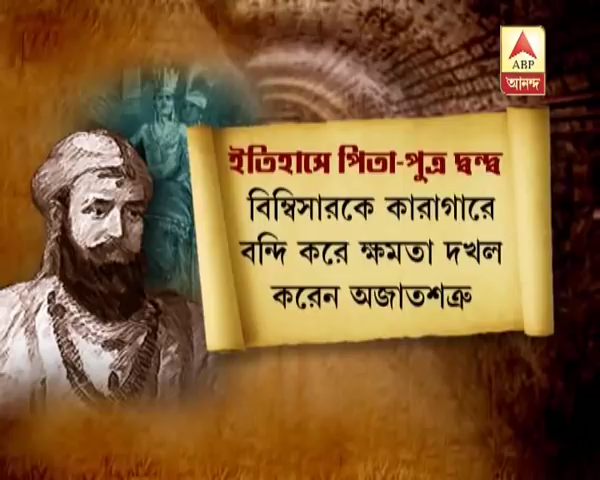 ABP
আনন্দ
ইতিহাসে পিতা-পুত্র দ্বন্দ্ব
বিম্বিসারকে কারাগারে
বন্দি করে ক্ষমতা দখল
করেন অজাতশত্রু